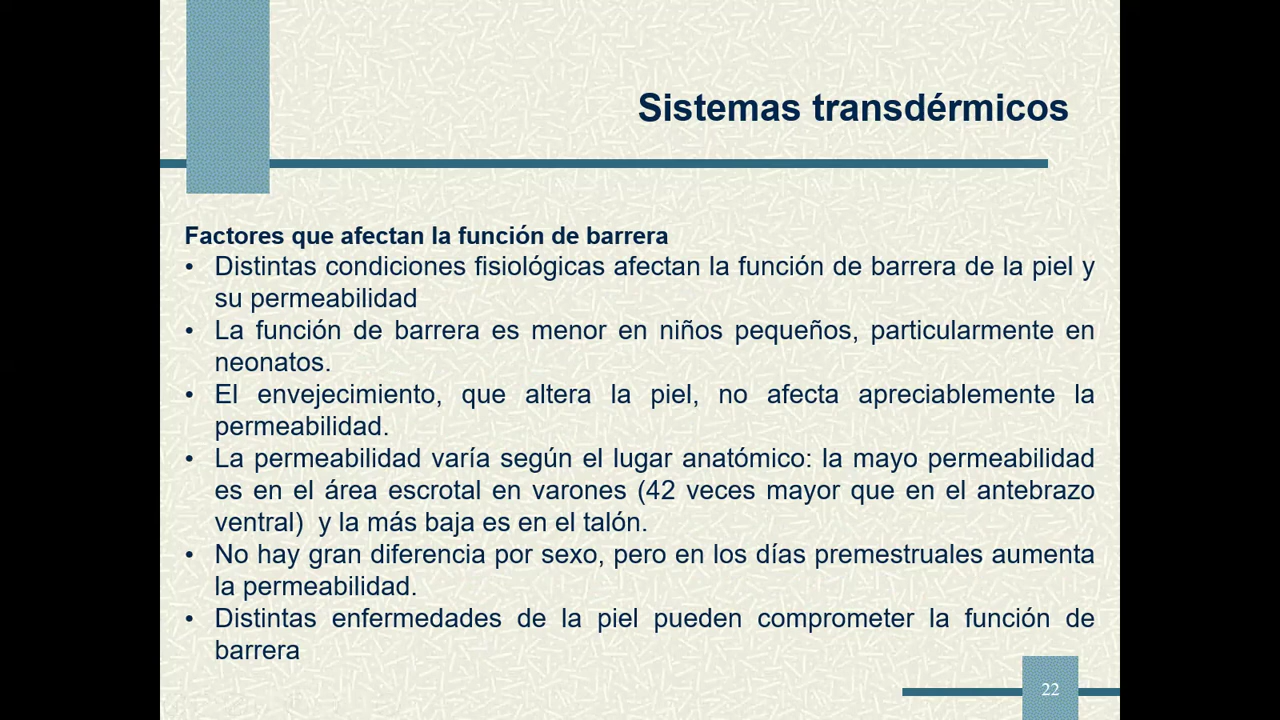 Sistemas transdérmicos
Factores que afectan la función de barrera
• Distintas condiciones fisiológicas afectan la función de barrera de la piel y
su permeabilidad
• La función de barrera es menor en niños pequeños, particularmente en
neonatos.
• El envejecimiento, que altera la piel, no afecta apreciablemente la
permeabilidad.
• La permeabilidad varía según el lugar anatómico: la mayo permeabilidad
es en el área escrotal en varones (42 veces mayor que en el antebrazo
ventral) y la más baja es en el talón.
• No hay gran diferencia por sexo, pero en los días premestruales aumenta
la permeabilidad.
• Distintas enfermedades de la piel pueden comprometer la función de
barrera
22